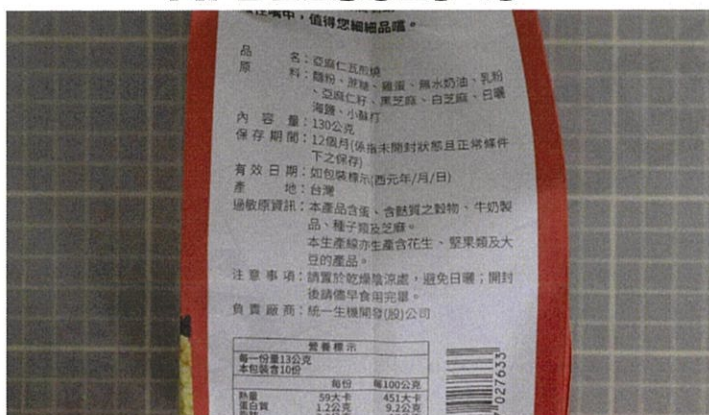 嘴中，值得您細細品嚐。
品名：亞麻仁瓦煎燒
原料：麵粉、蔗糖、雞蛋、無水奶油、乳粉
、亞麻仁籽、黑芝麻、白芝麻、日曬
海鹽、小蘇打
內容量：130公克
保存期間：12個月(係指未開封狀態且正常條件
下之保存)
有效日期：如包裝標示(西元年/月/日)
產地：台灣
過敏原資訊：本產品含蛋、含麩質之穀物、牛奶製
品、種子類及芝麻。
本生產線亦生產含花生、堅果類及大
豆的產品。
注意事項：請置於乾燥陰涼處，避免日曬；開封
後請儘早食用完畢。
負責廠商：統一生機開發(股)公司
營養標示
每一份量13公克
本包裝含10份
每份 每100公克
熱量 59大卡 451大卡
蛋白質 1.2公克 9.2公克
027633